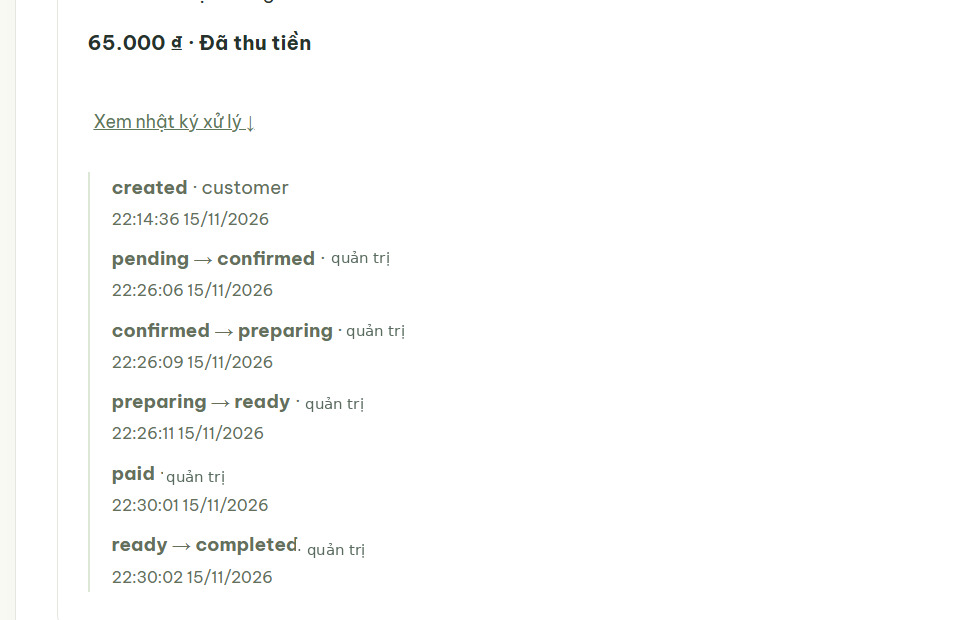 65.000 ₫ · Đã thu tiền
Xem nhật ký xử lý ↓
created · customer
22:14:36 15/11/2026
pending → confirmed · quản trị
22:26:06 15/11/2026
confirmed → preparing · quản trị
22:26:09 15/11/2026
preparing → ready · quản trị
22:26:11 15/11/2026
paid · quản trị
22:30:01 15/11/2026
ready → completed. quản trị
22:30:02 15/11/2026